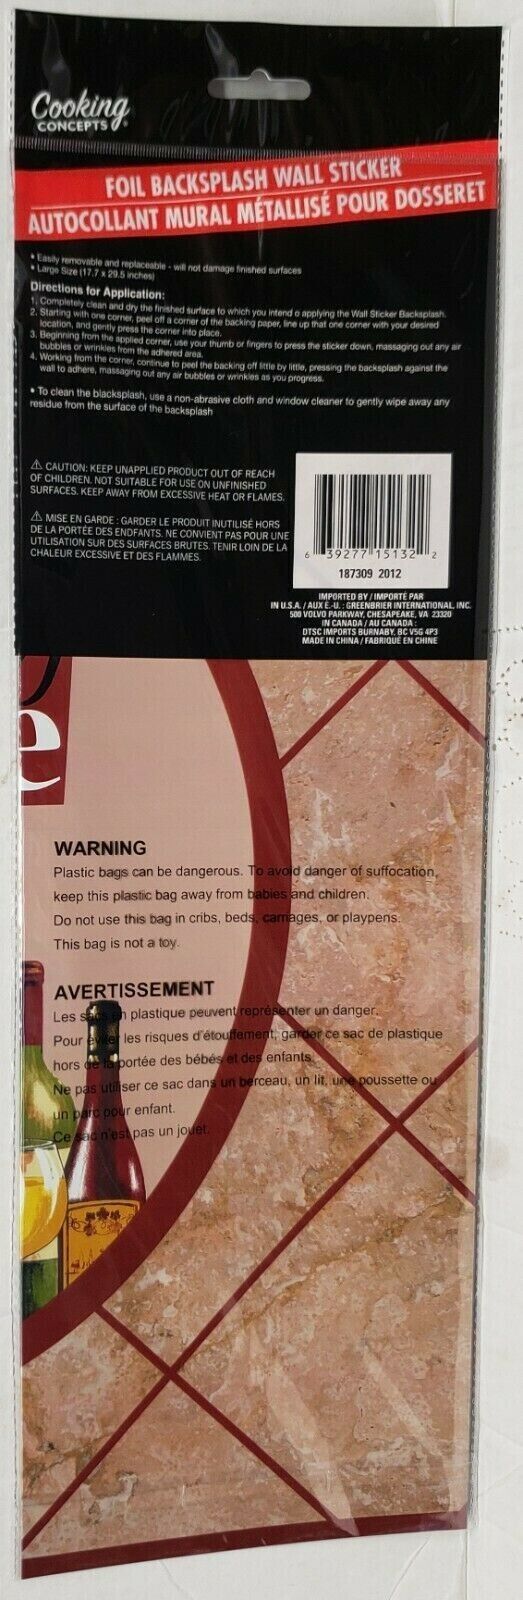 Cooking
CONCEPTS®
FOIL BACKSPLASH WALL STICKER
AUTOCOLLANT MURAL MÉTALLISÉ POUR DOSSERET
• Easily removable and replaceable - will not damage finished surfaces
• Large Size (17.7 x 29.5 inches)
Directions for Application:
1. Completely clean and dry the finished surface to which you intend o applying the Wall Sticker Backsplash.
2. Starting with one corner, peel off a corner of the backing paper, line up that one corner with your desired
location, and gently press the corner into place.
3. Beginning from the applied corner, use your thumb or fingers to press the sticker down, massaging out any air
bubbles or wrinkles from the adhered area.
4. Working from the corner, continue to peel the backing off little by little, pressing the backsplash against the
wall to adhere, massaging out any air bubbles or wrinkles as you progress.
• To clean the blacksplash, use a non-abrasive cloth and window cleaner to gently wipe away any
residue from the surface of the backsplash
⚠ CAUTION: KEEP UNAPPLIED PRODUCT OUT OF REACH
OF CHILDREN. NOT SUITABLE FOR USE ON UNFINISHED
SURFACES. KEEP AWAY FROM EXCESSIVE HEAT OR FLAMES.
⚠ MISE EN GARDE : GARDER LE PRODUIT INUTILISÉ HORS
DE LA PORTÉE DES ENDFANTS. NE CONVIENT PAS POUR UNE
UTILISATION SUR DES SURFACES BRUTES. TENIR LOIN DE LA
CHALEUR EXCESSIVE ET DES FLAMMES.
6 39277 15132 2
187309 2012
IMPORTED BY / IMPORTÉ PAR
IN U.S.A. / AUX É.-U. : GREENBRIER INTERNATIONAL, INC.
500 VOLVO PARKWAY, CHESAPEAKE, VA 23320
IN CANADA / AU CANADA :
DTSC IMPORTS BURNABY, BC V5G 4P3
MADE IN CHINA / FABRIQUÉ EN CHINE
e
WARNING
Plastic bags can be dangerous. To avoid danger of suffocation,
keep this plastic bag away from babies and children.
Do not use this bag in cribs, beds, carriages, or playpens.
This bag is not a toy.
AVERTISSEMENT
Les sacs en plastique peuvent représenter un danger.
Pour éviter les risques d'étouffement, garder ce sac de plastique
hors de la portée des bébés et des enfants.
Ne pas utiliser ce sac dans un berceau, un lit, une poussette ou
un parc pour enfant.
Ce sac n'est pas un jouet.